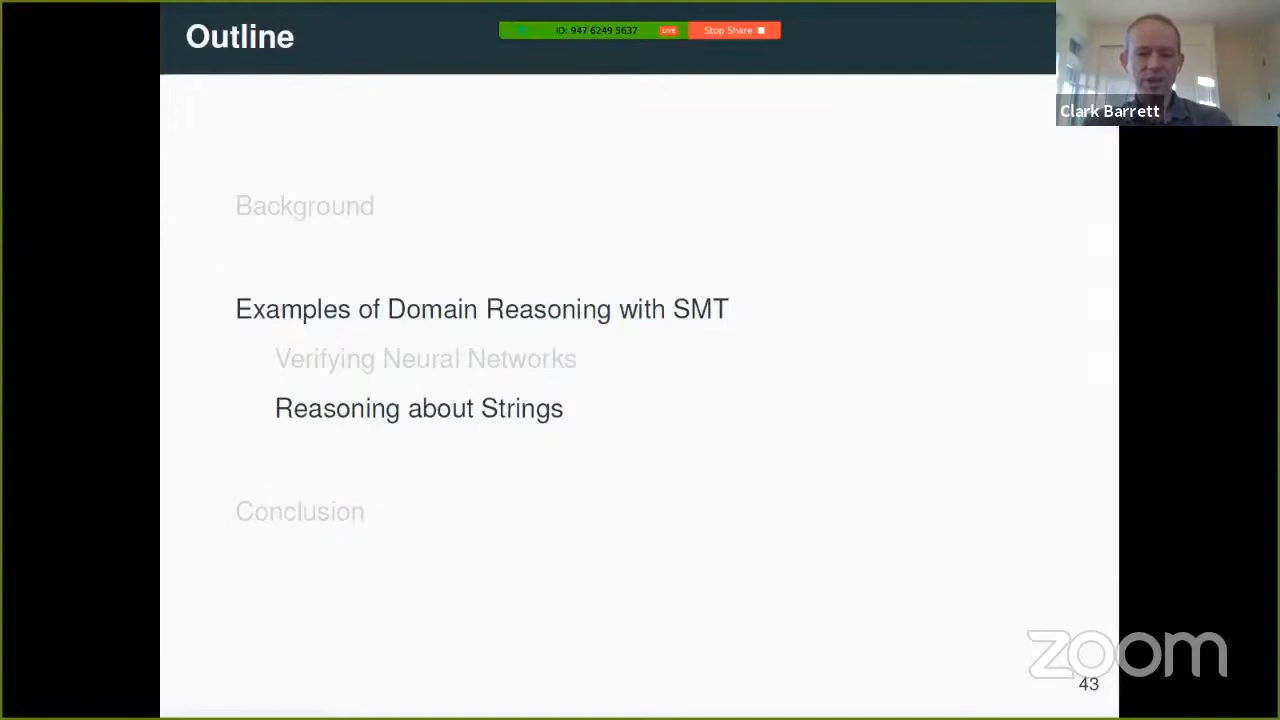 Outline
ID: 947 6249 5637
LIVE
Stop Share
Clark Barrett
Background
Examples of Domain Reasoning with SMT
Verifying Neural Networks
Reasoning about Strings
Conclusion
zoom
43